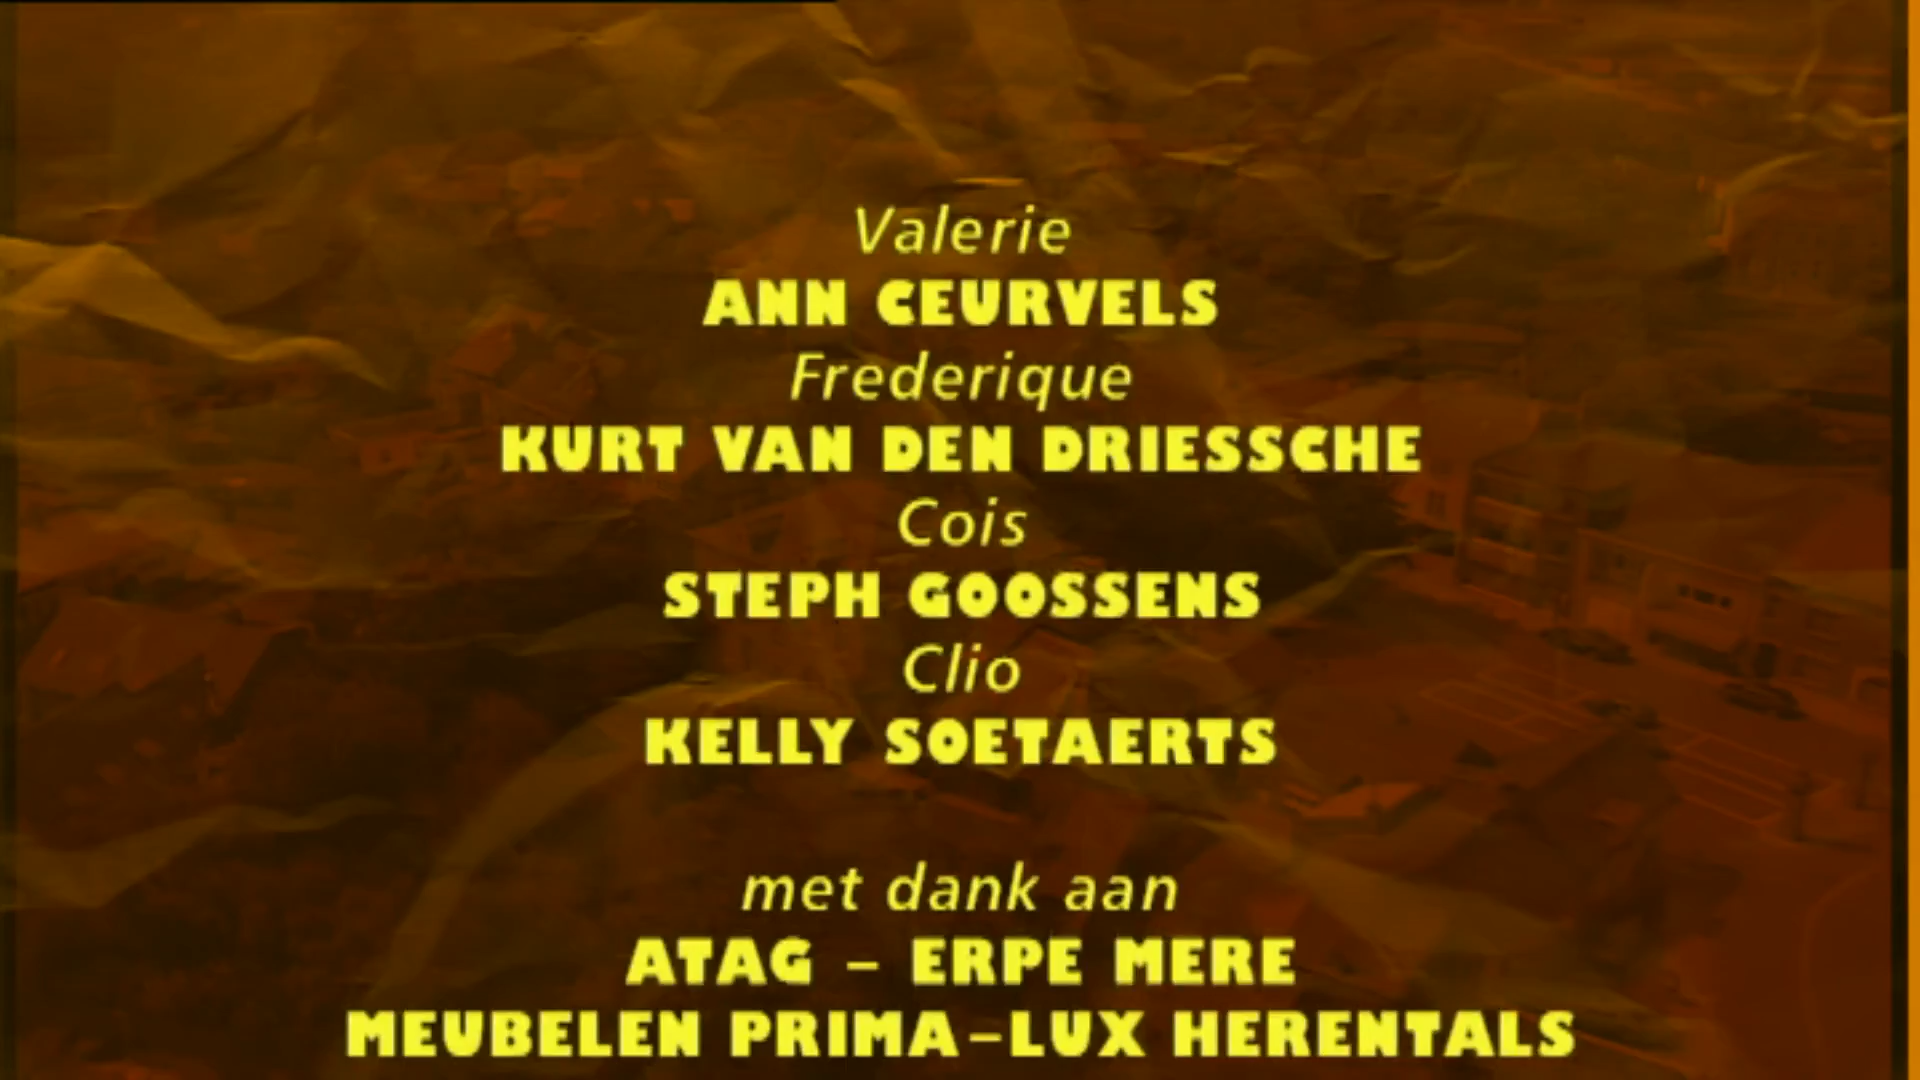 Valerie
ANN CEURVELS
Frederique
KURT VAN DEN DRIESSCHE
Cois
STEPH GOOSSENS
Clio
KELLY SOETAERTS
met dank aan
ATAG - ERPE MERE
MEUBELEN PRIMA-LUX HERENTALS